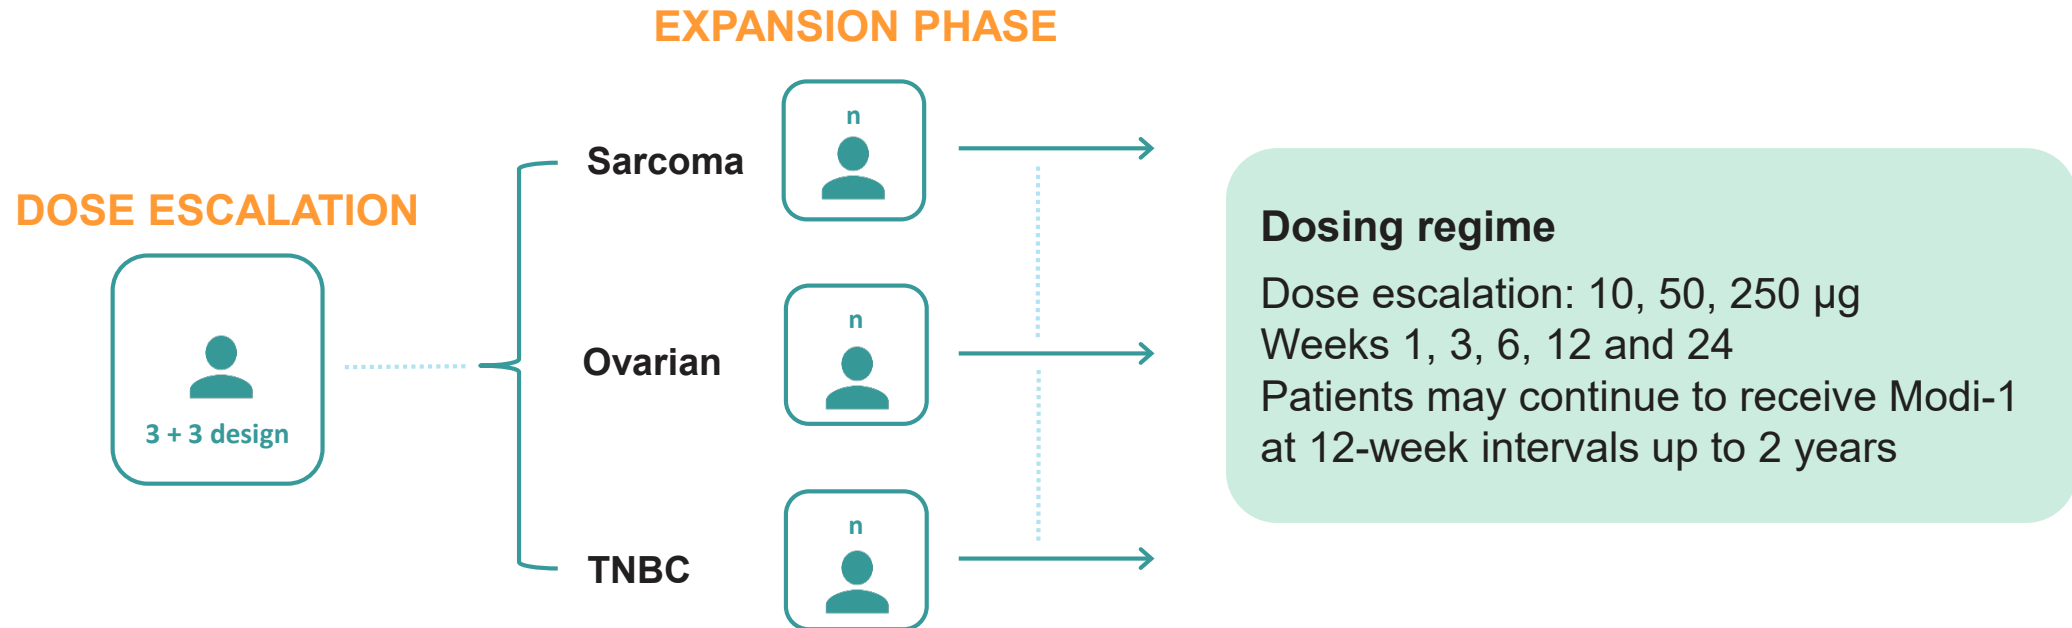 EXPANSION PHASE
DOSE ESCALATION
3 + 3 design
Sarcoma
n
Ovarian
n
TNBC
n
Dosing regime
Dose escalation: 10, 50, 250 µg
Weeks 1, 3, 6, 12 and 24
Patients may continue to receive Modi-1
at 12-week intervals up to 2 years